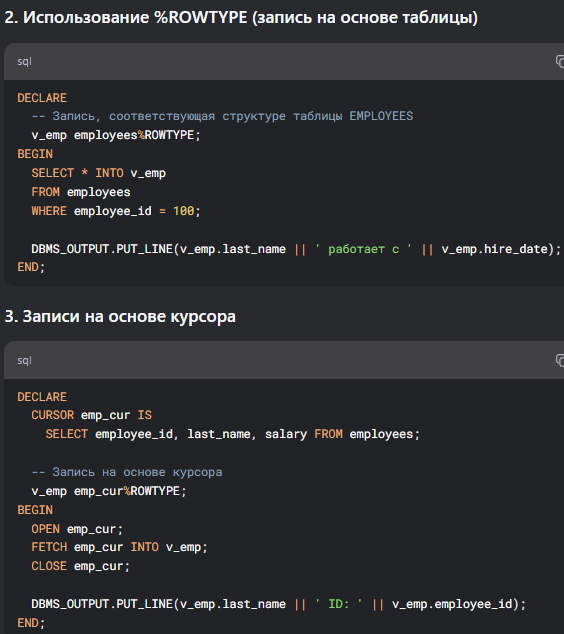 2. Использование %ROWTYPE (запись на основе таблицы)
sql
DECLARE
  -- Запись, соответствующая структуре таблицы EMPLOYEES
  v_emp employees%ROWTYPE;
BEGIN
  SELECT * INTO v_emp
  FROM employees
  WHERE employee_id = 100;

  DBMS_OUTPUT.PUT_LINE(v_emp.last_name || ' работает с ' || v_emp.hire_date);
END;
3. Записи на основе курсора
sql
DECLARE
  CURSOR emp_cur IS
    SELECT employee_id, last_name, salary FROM employees;

  -- Запись на основе курсора
  v_emp emp_cur%ROWTYPE;
BEGIN
  OPEN emp_cur;
  FETCH emp_cur INTO v_emp;
  CLOSE emp_cur;

  DBMS_OUTPUT.PUT_LINE(v_emp.last_name || ' ID: ' || v_emp.employee_id);
END;